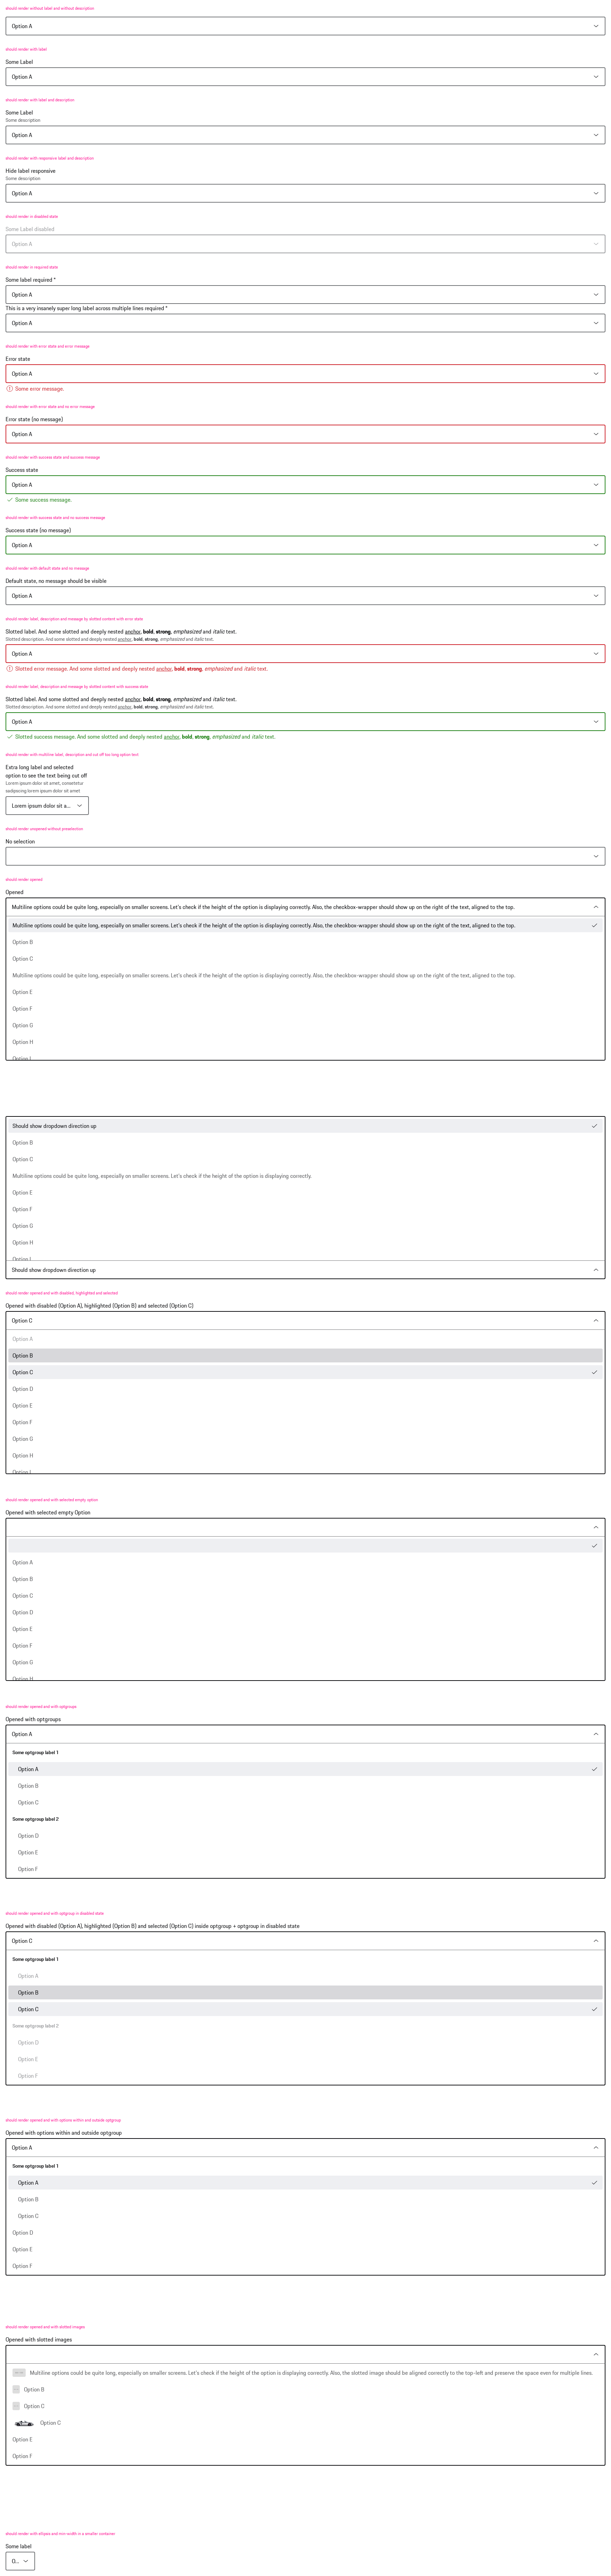 should render without label and without description
Option A
should render with label
Some Label
Option A
should render with label and description
Some Label
Some description
Option A
should render with responsive label and description
Hide label responsive
Some description
Option A
should render in disabled state
Some Label disabled
Option A
should render in required state
Some label required *
Option A
This is a very insanely super long label across multiple lines required *
Option A
should render with error state and error message
Error state
Option A
Some error message.
should render with error state and no error message
Error state (no message)
Option A
should render with success state and success message
Success state
Option A
Some success message.
should render with success state and no success message
Success state (no message)
Option A
should render with default state and no message
Default state, no message should be visible
Option A
should render label, description and message by slotted content with error state
Slotted label. And some slotted and deeply nested anchor, bold, strong, emphasized and italic text.
Slotted description. And some slotted and deeply nested anchor, bold, strong, emphasized and italic text.
Option A
Slotted error message. And some slotted and deeply nested anchor, bold, strong, emphasized and italic text.
should render label, description and message by slotted content with success state
Slotted label. And some slotted and deeply nested anchor, bold, strong, emphasized and italic text.
Slotted description. And some slotted and deeply nested anchor, bold, strong, emphasized and italic text.
Option A
Slotted success message. And some slotted and deeply nested anchor, bold, strong, emphasized and italic text.
should render with multiline label, description and cut off too long option text
Extra long label and selected
option to see the text being cut off
Lorem ipsum dolor sit amet, consetetur
sadipscing lorem ipsum dolor sit amet
Lorem ipsum dolor sit a...
should render unopened without preselection
No selection
should render opened
Opened
Multiline options could be quite long, especially on smaller screens. Let's check if the height of the option is displaying correctly. Also, the checkbox-wrapper should show up on the right of the text, aligned to the top.
Multiline options could be quite long, especially on smaller screens. Let's check if the height of the option is displaying correctly. Also, the checkbox-wrapper should show up on the right of the text, aligned to the top.
Option B
Option C
Multiline options could be quite long, especially on smaller screens. Let's check if the height of the option is displaying correctly. Also, the checkbox-wrapper should show up on the right of the text, aligned to the top.
Option E
Option F
Option G
Option H
Option I
Should show dropdown direction up
Option B
Option C
Multiline options could be quite long, especially on smaller screens. Let's check if the height of the option is displaying correctly.
Option E
Option F
Option G
Option H
Option I
Should show dropdown direction up
should render opened and with disabled, highlighted and selected
Opened with disabled (Option A), highlighted (Option B) and selected (Option C)
Option C
Option A
Option B
Option C
Option D
Option E
Option F
Option G
Option H
Option I
should render opened and with selected empty option
Opened with selected empty Option
Option A
Option B
Option C
Option D
Option E
Option F
Option G
Option H
should render opened and with optgroups
Opened with optgroups
Option A
Some optgroup label 1
Option A
Option B
Option C
Some optgroup label 2
Option D
Option E
Option F
should render opened and with optgroup in disabled state
Opened with disabled (Option A), highlighted (Option B) and selected (Option C) inside optgroup + optgroup in disabled state
Option C
Some optgroup label 1
Option A
Option B
Option C
Some optgroup label 2
Option D
Option E
Option F
should render opened and with options within and outside optgroup
Opened with options within and outside optgroup
Option A
Some optgroup label 1
Option A
Option B
Option C
Option D
Option E
Option F
should render opened and with slotted images
Opened with slotted images
Multiline options could be quite long, especially on smaller screens. Let's check if the height of the option is displaying correctly. Also, the slotted image should be aligned correctly to the top-left and preserve the space even for multiple lines.
Option B
Option C
Option C
Option E
Option F
should render with ellipsis and min width in a smaller container
Some label
O...